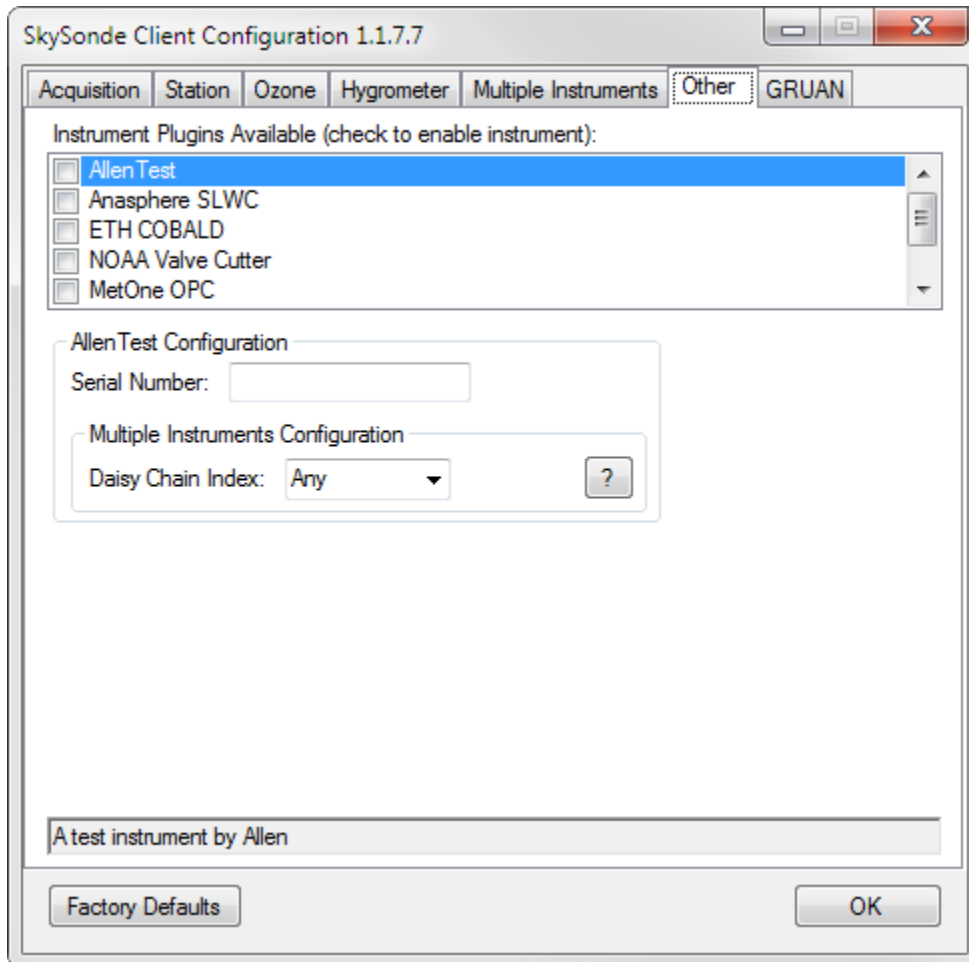 SkySonde Client Configuration 1.1.7.7
Acquisition Station Ozone Hygrometer Multiple Instruments Other GRUAN
Instrument Plugins Available (check to enable instrument):
AllenTest
Anasphere SLWC
ETH COBALD
NOAA Valve Cutter
MetOne OPC
AllenTest Configuration
Serial Number:
Multiple Instruments Configuration
Daisy Chain Index: Any ?
A test instrument by Allen
Factory Defaults OK